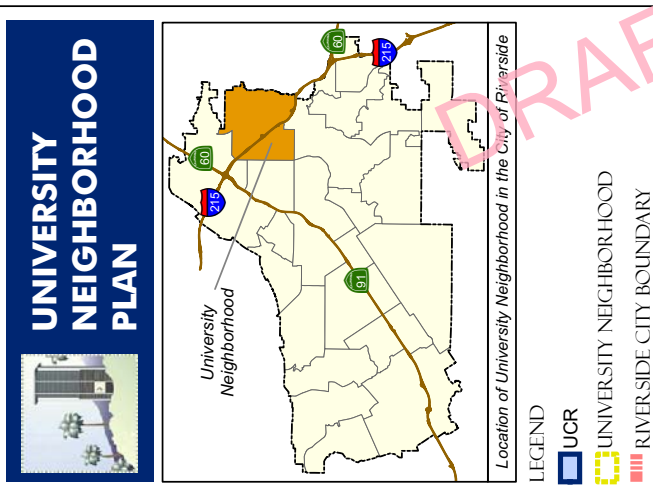 UNIVERSITY
NEIGHBORHOOD
PLAN
60
215
60
215
91
University
Neighborhood
Location of University Neighborhood in the City of Riverside
LEGEND
UCR
UNIVERSITY NEIGHBORHOOD
RIVERSIDE CITY BOUNDARY